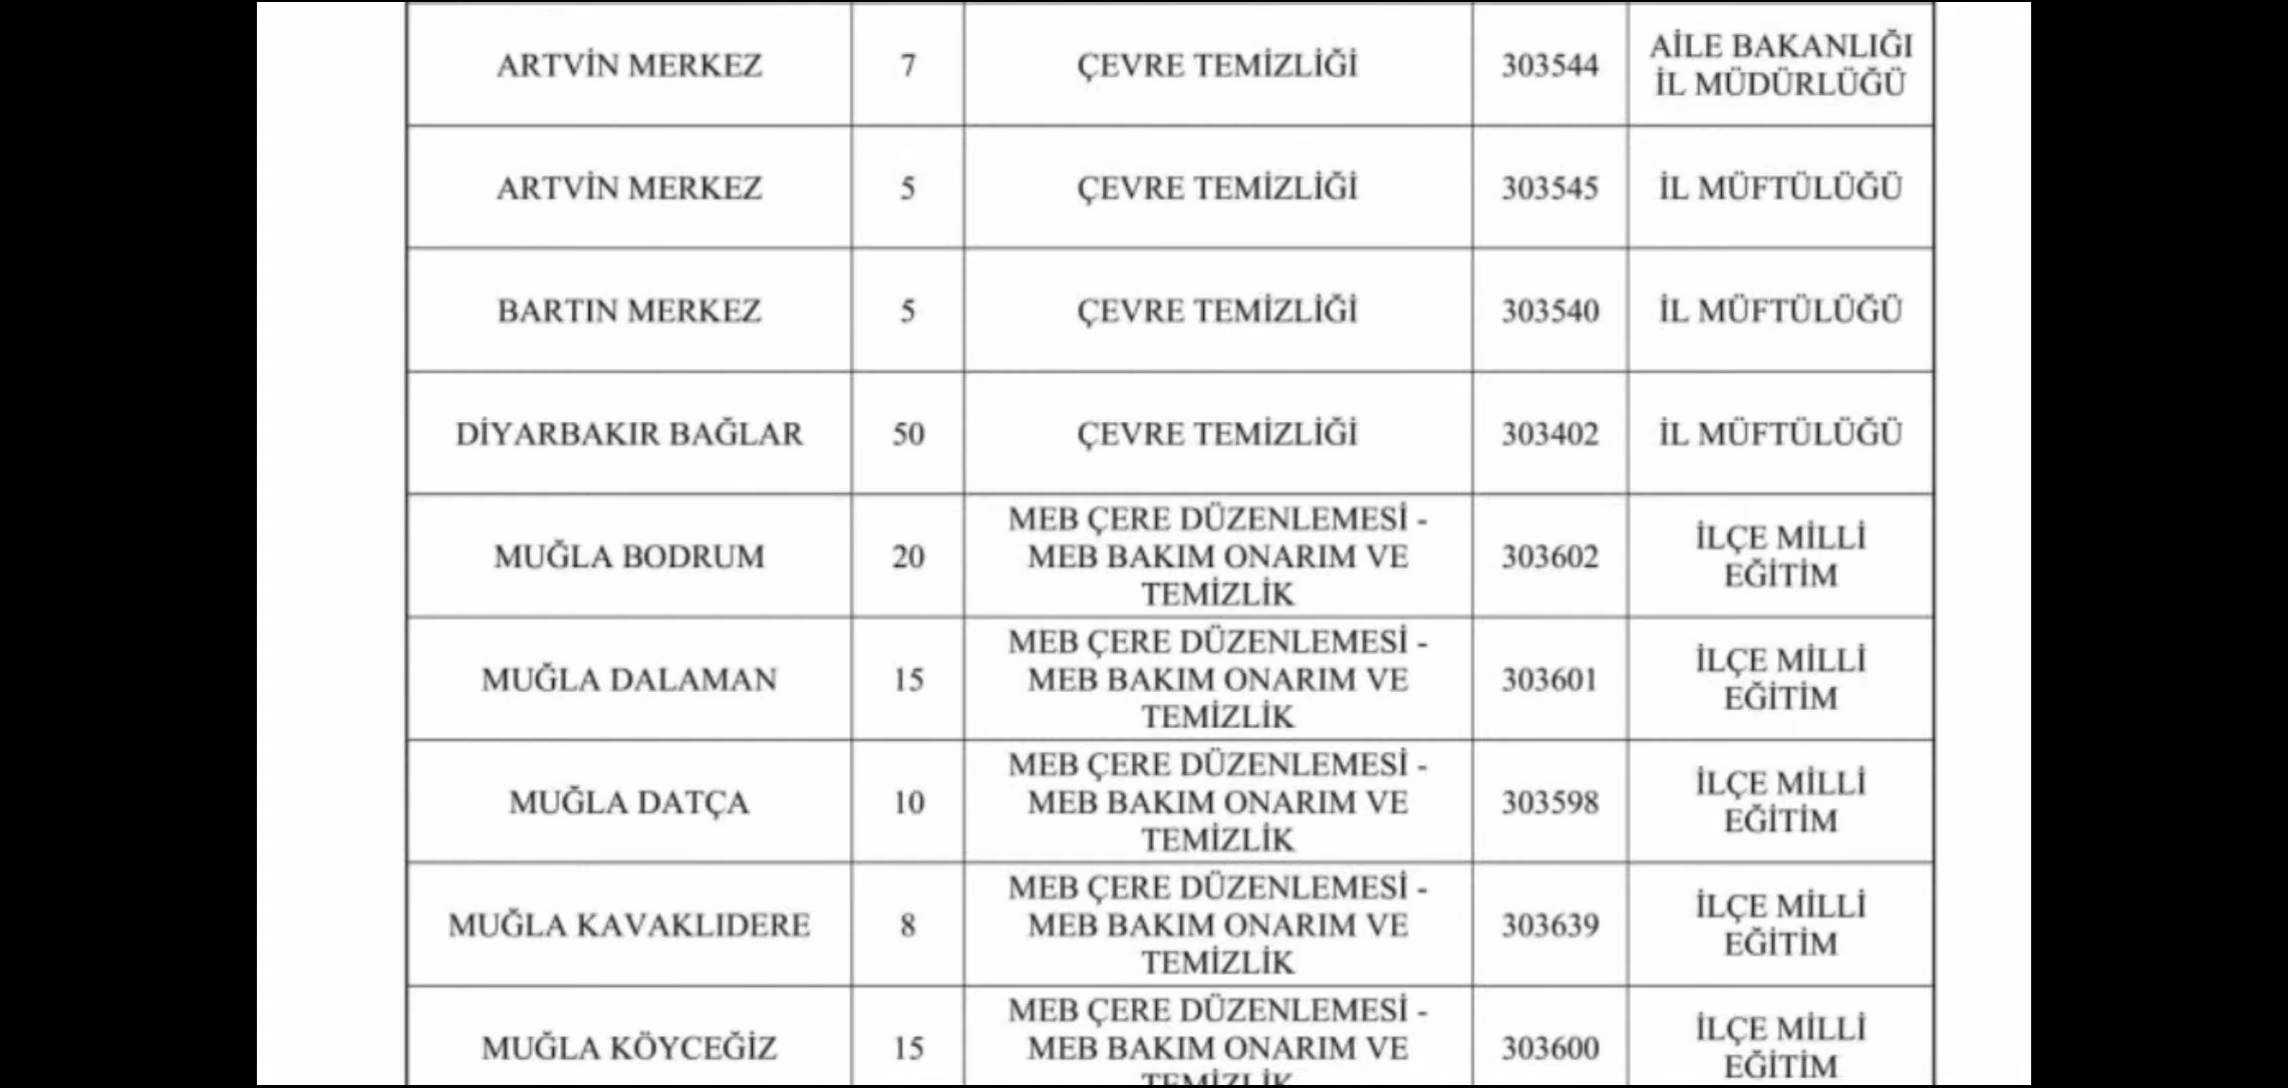 ARTVİN MERKEZ 7 ÇEVRE TEMİZLİĞİ 303544 AİLE BAKANLIĞI
İL MÜDÜRLÜĞÜ
ARTVİN MERKEZ 5 ÇEVRE TEMİZLİĞİ 303545 İL MÜFTÜLÜĞÜ
BARTIN MERKEZ 5 ÇEVRE TEMİZLİĞİ 303540 İL MÜFTÜLÜĞÜ
DİYARBAKIR BAĞLAR 50 ÇEVRE TEMİZLİĞİ 303402 İL MÜFTÜLÜĞÜ
MUĞLA BODRUM 20 MEB ÇERE DÜZENLEMESİ -
MEB BAKIM ONARIM VE
TEMİZLİK
303602 İLÇE MİLLİ
EĞİTİM
MUĞLA DALAMAN 15 MEB ÇERE DÜZENLEMESİ -
MEB BAKIM ONARIM VE
TEMİZLİK
303601 İLÇE MİLLİ
EĞİTİM
MUĞLA DATÇA 10 MEB ÇERE DÜZENLEMESİ -
MEB BAKIM ONARIM VE
TEMİZLİK
303598 İLÇE MİLLİ
EĞİTİM
MUĞLA KAVAKLIDERE 8 MEB ÇERE DÜZENLEMESİ -
MEB BAKIM ONARIM VE
TEMİZLİK
303639 İLÇE MİLLİ
EĞİTİM
MUĞLA KÖYCEĞİZ 15 MEB ÇERE DÜZENLEMESİ -
MEB BAKIM ONARIM VE
TEMİZLİK
303600 İLÇE MİLLİ
EĞİTİM